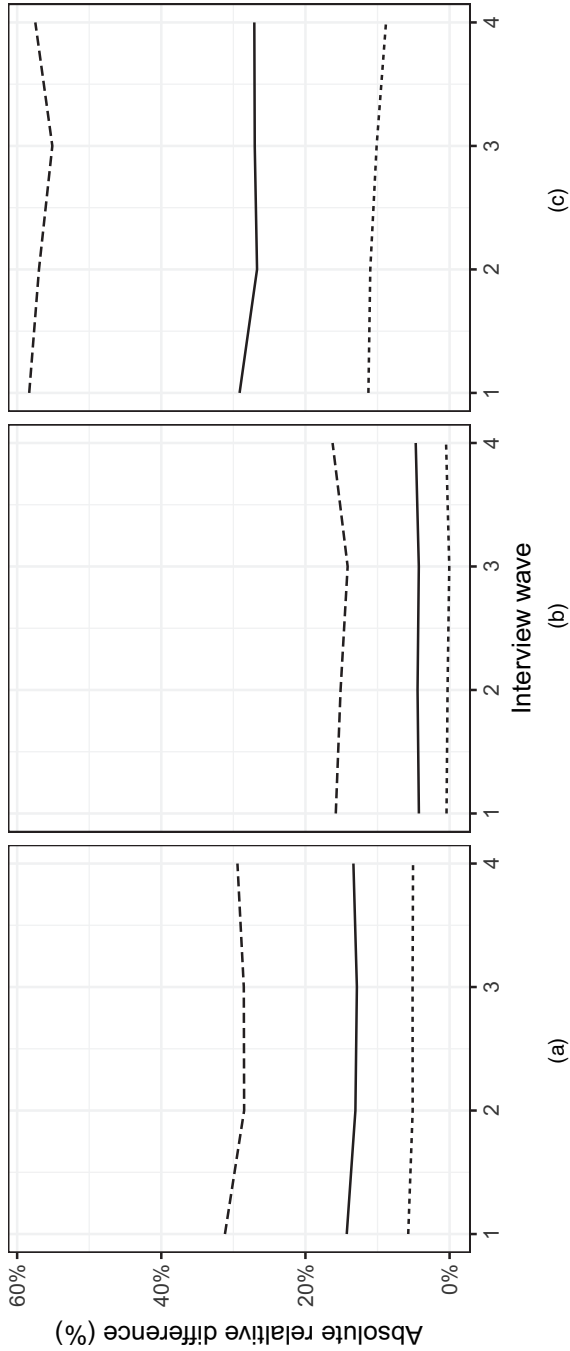 Absolute relaltive difference (%)
60%
40%
20%
0%
1 2 3 4
1 2 3 4
1 2 3 4
Interview wave
(a) (b) (c)